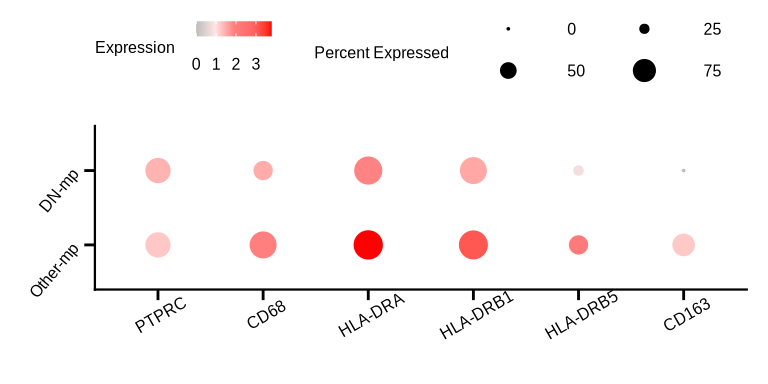 Expression
0 1 2 3
Percent Expressed
0
25
50
75
DN-mp
Other-mp
PTPRC
CD68
HLA-DRA
HLA-DRB1
HLA-DRB5
CD163